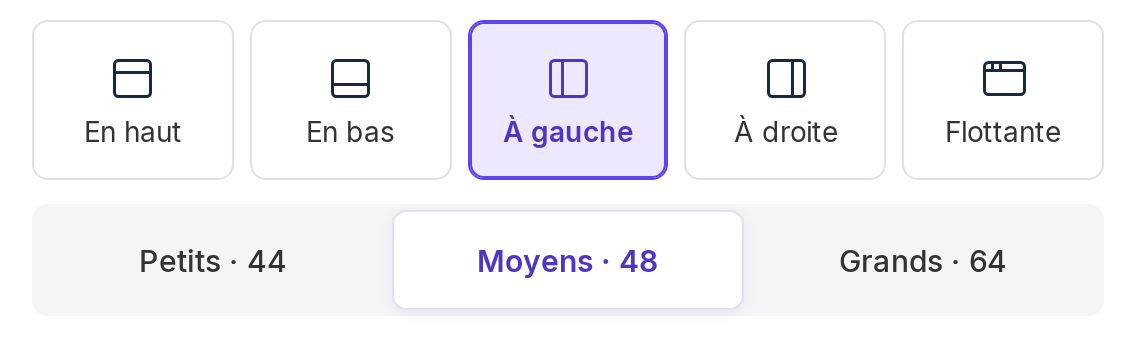 En haut
En bas
À gauche
À droite
Flottante
Petits · 44
Moyens · 48
Grands · 64